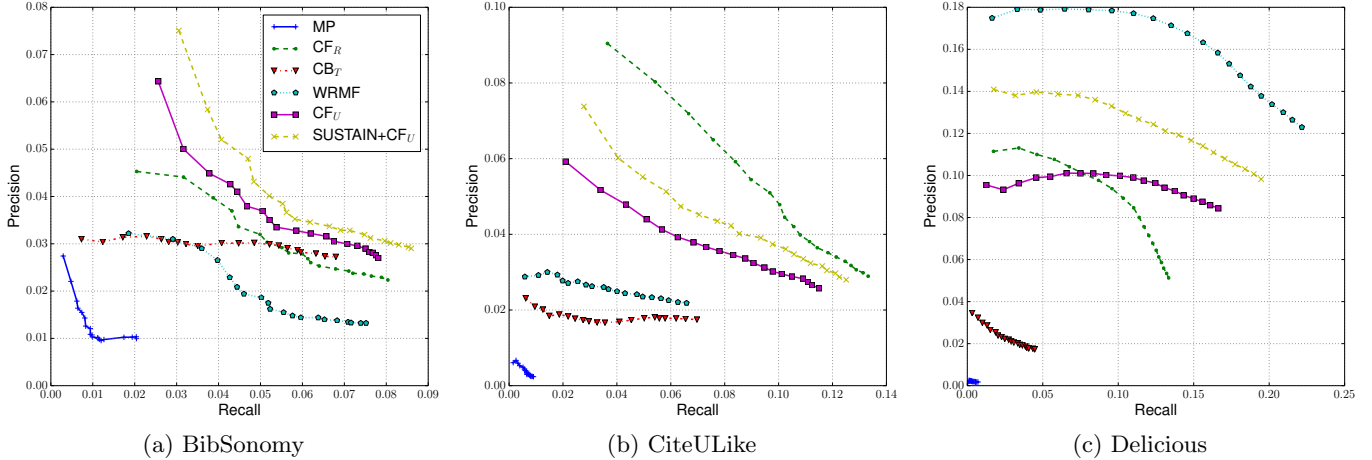 0.08
0.07
0.06
0.05
0.04
0.03
0.02
0.01
0.00
Precision
0.00 0.01 0.02 0.03 0.04 0.05 0.06 0.07 0.08 0.09
Recall
MP
CF_R
CB_T
WRMF
CF_U
SUSTAIN+CF_U
(a) BibSonomy
0.10
0.08
0.06
0.04
0.02
0.00
Precision
0.00 0.02 0.04 0.06 0.08 0.10 0.12 0.14
Recall
(b) CiteULike
0.18
0.16
0.14
0.12
0.10
0.08
0.06
0.04
0.02
0.00
Precision
0.00 0.05 0.10 0.15 0.20 0.25
Recall
(c) Delicious